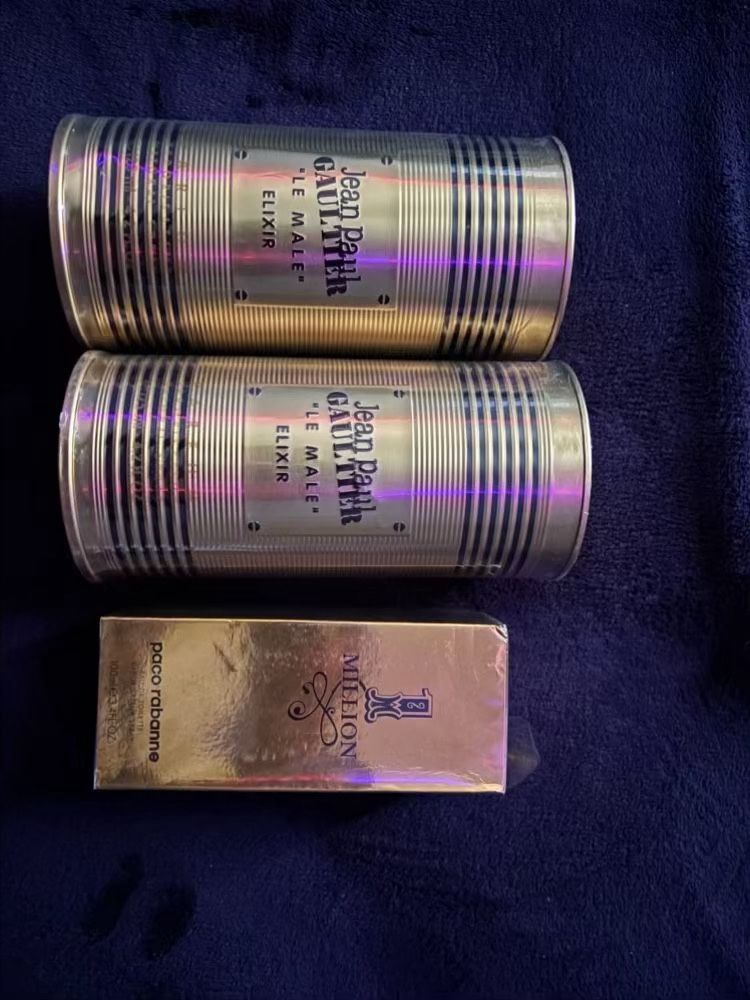 Jean Paul
GAULTIER
"LE MALE"
ELIXIR
Jean Paul
GAULTIER
"LE MALE"
ELIXIR
1
MILLION
paco rabanne